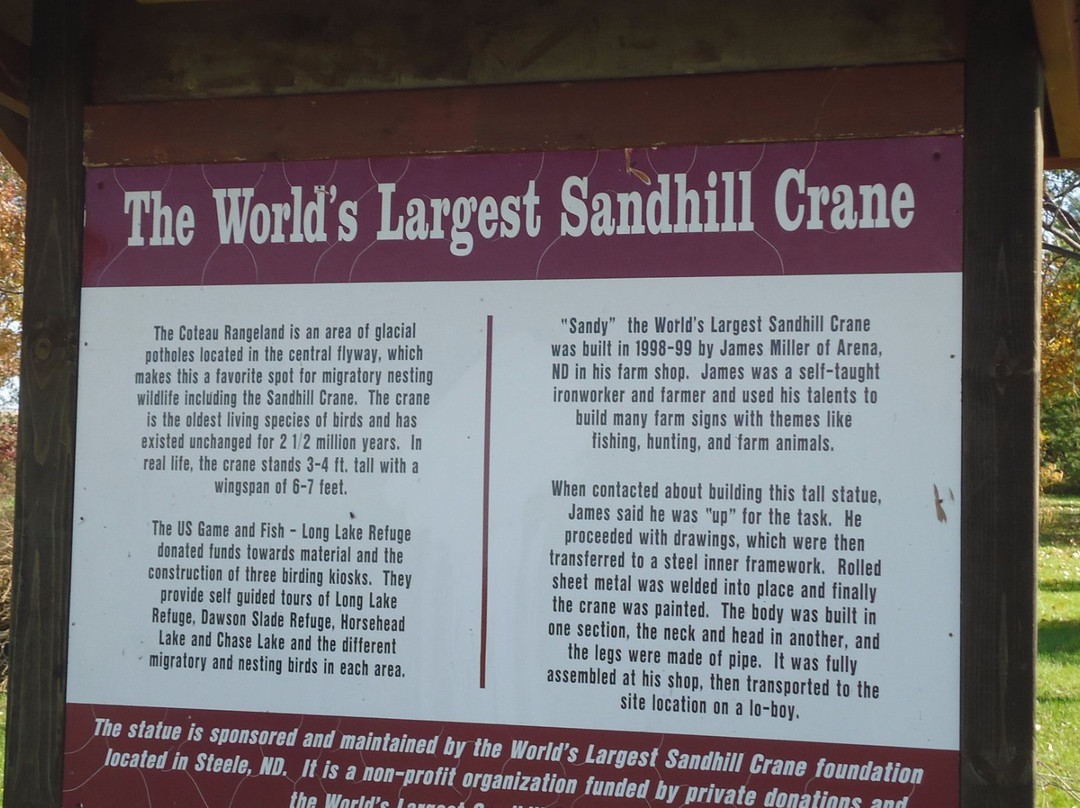 The World's Largest Sandhill Crane
The Coteau Rangeland is an area of glacial
potholes located in the central flyway, which
makes this a favorite spot for migratory nesting
wildlife including the Sandhill Crane. The crane
is the oldest living species of birds and has
existed unchanged for 2 1/2 million years. In
real life, the crane stands 3-4 ft. tall with a
wingspan of 6-7 feet.
The US Game and Fish - Long Lake Refuge
donated funds towards material and the
construction of three birding kiosks. They
provide self guided tours of Long Lake
Refuge, Dawson Slade Refuge, Horsehead
Lake and Chase Lake and the different
migratory and nesting birds in each area.
"Sandy" the World's Largest Sandhill Crane
was built in 1998-99 by James Miller of Arena,
ND in his farm shop. James was a self-taught
ironworker and farmer and used his talents to
build many farm signs with themes like
fishing, hunting, and farm animals.
When contacted about building this tall statue,
James said he was "up" for the task. He
proceeded with drawings, which were then
transferred to a steel inner framework. Rolled
sheet metal was welded into place and finally
the crane was painted. The body was built in
one section, the neck and head in another, and
the legs were made of pipe. It was fully
assembled at his shop, then transported to the
site location on a lo-boy.
The statue is sponsored and maintained by the World's Largest Sandhill Crane foundation
located in Steele, ND. It is a non-profit organization funded by private donations and
the World's Largest